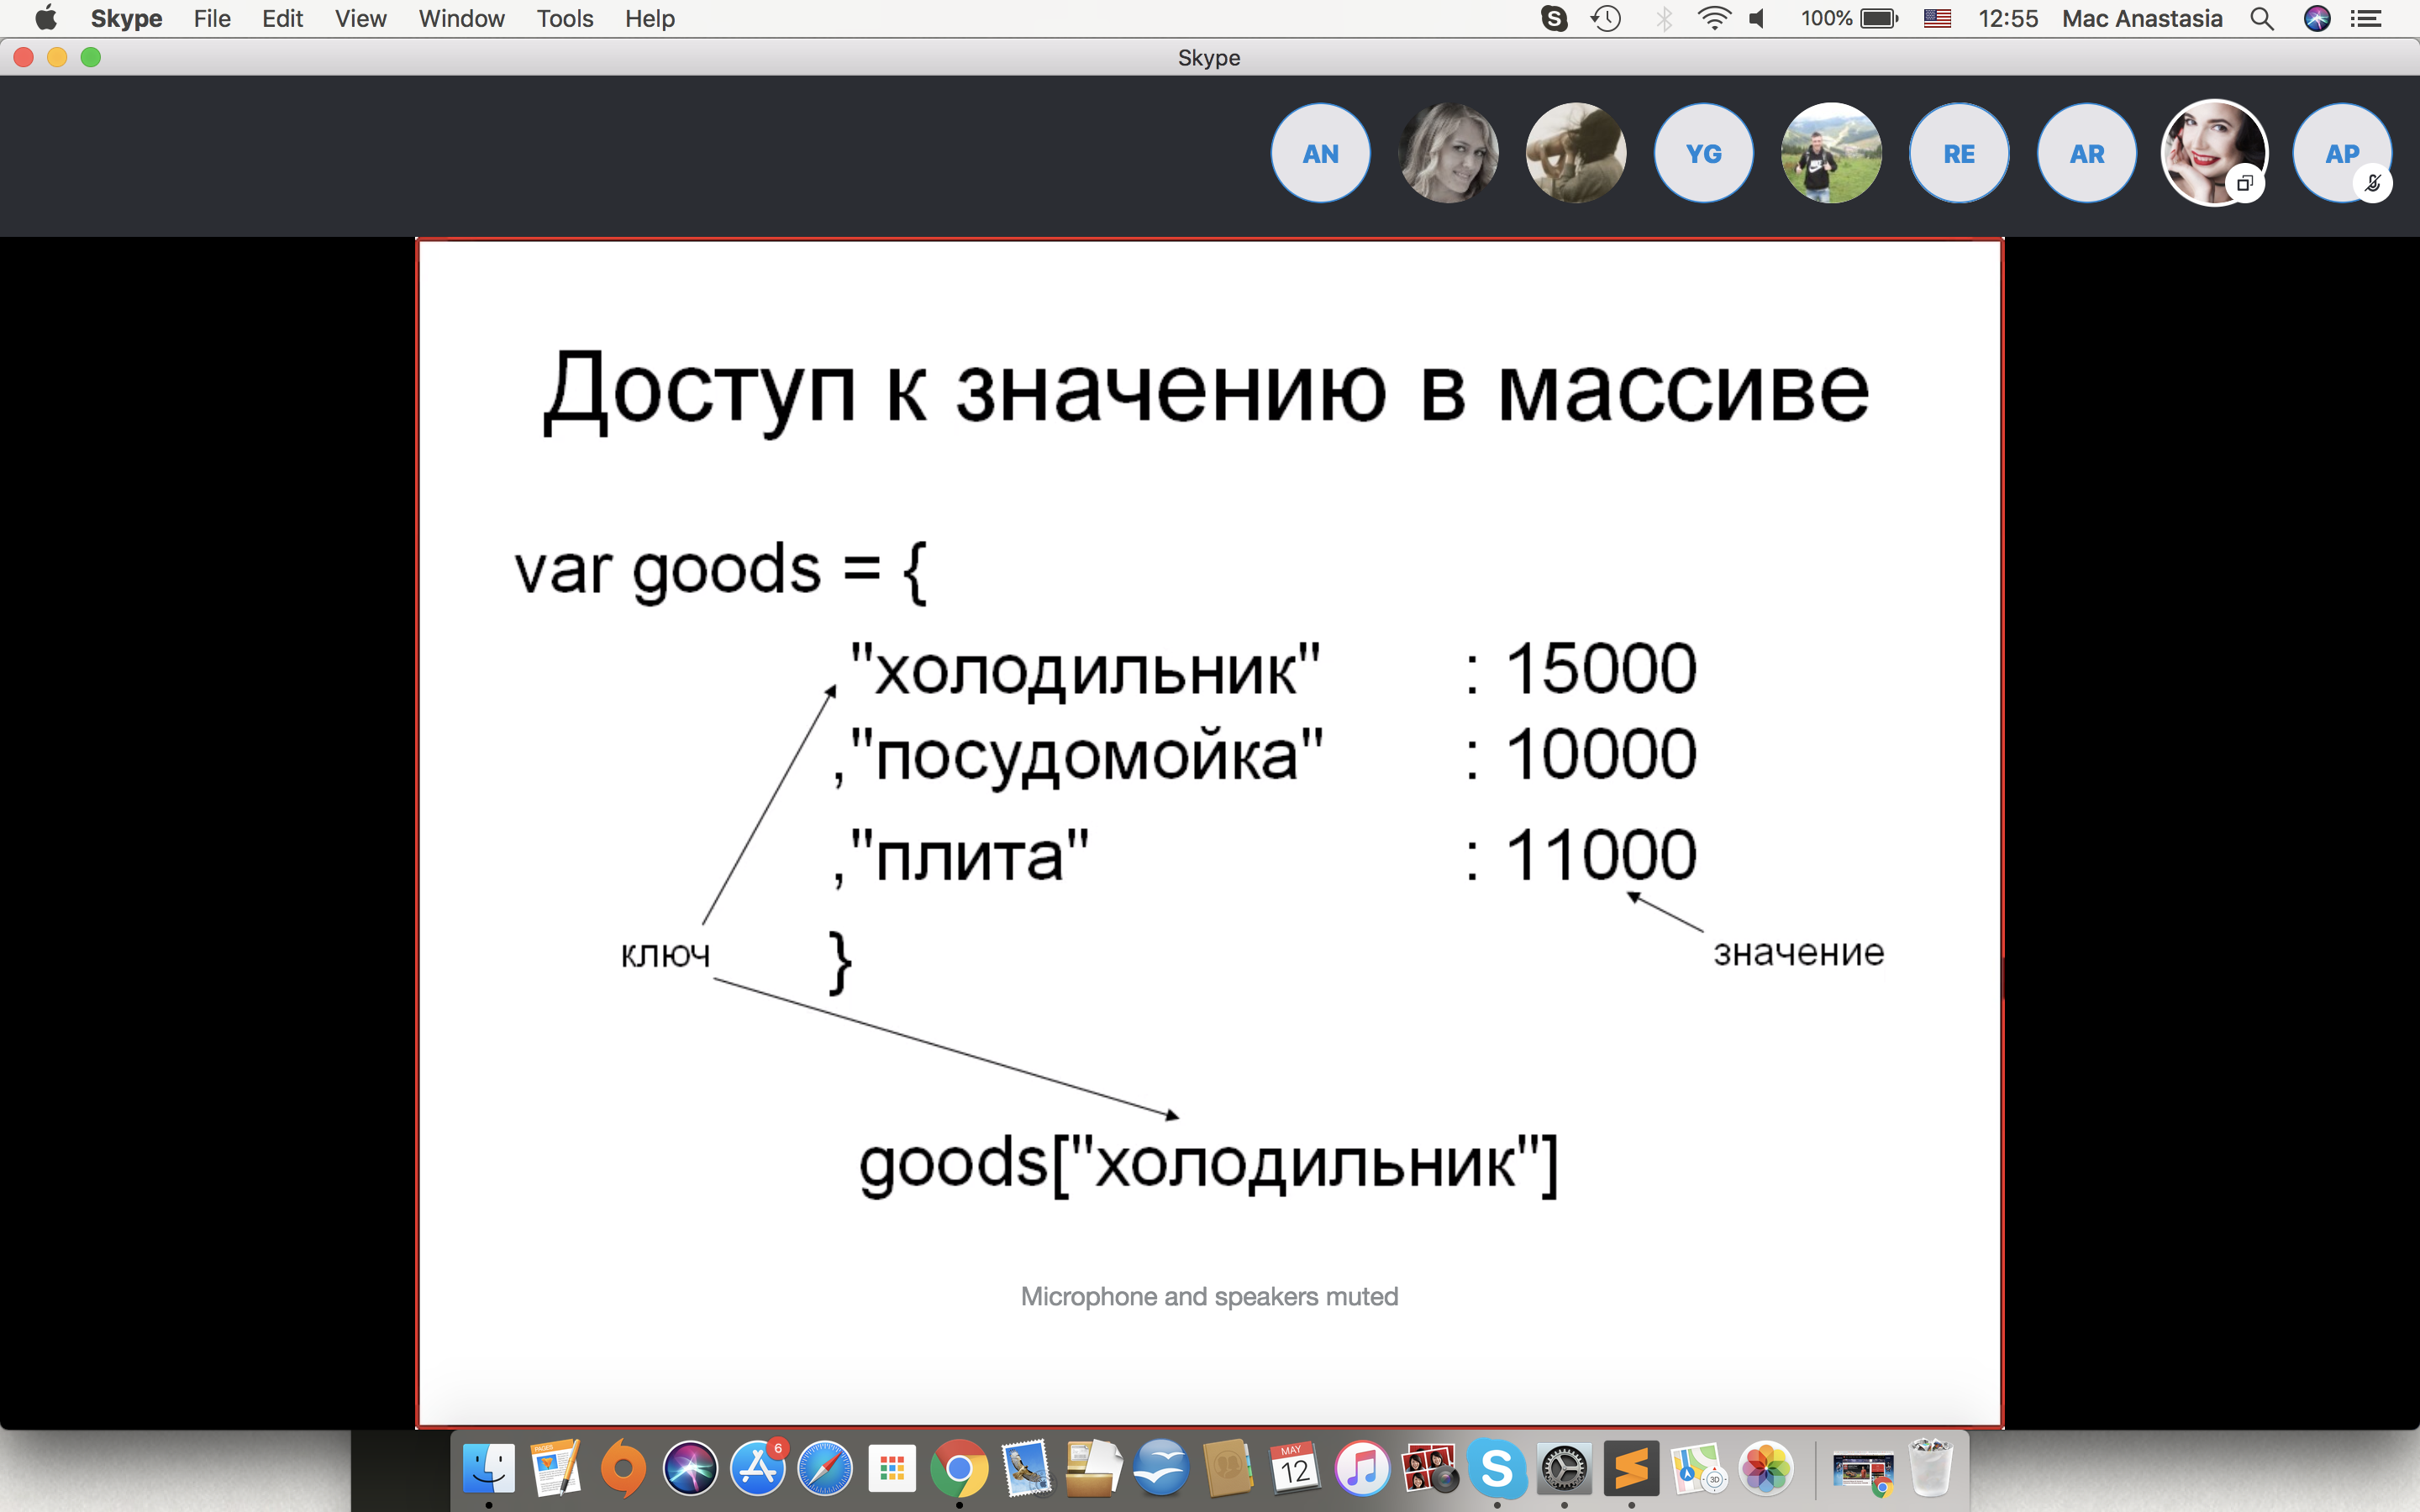 Skype File Edit View Window Tools Help 100% 12:55 Mac Anastasia
Skype
AN YG RE AR AP
Доступ к значению в массиве
var goods = {
"холодильник" : 15000
,"посудомойка" : 10000
,"плита" : 11000
ключ } значение
goods["холодильник"]
Microphone and speakers muted
PAGES 6 MAY 12 3D